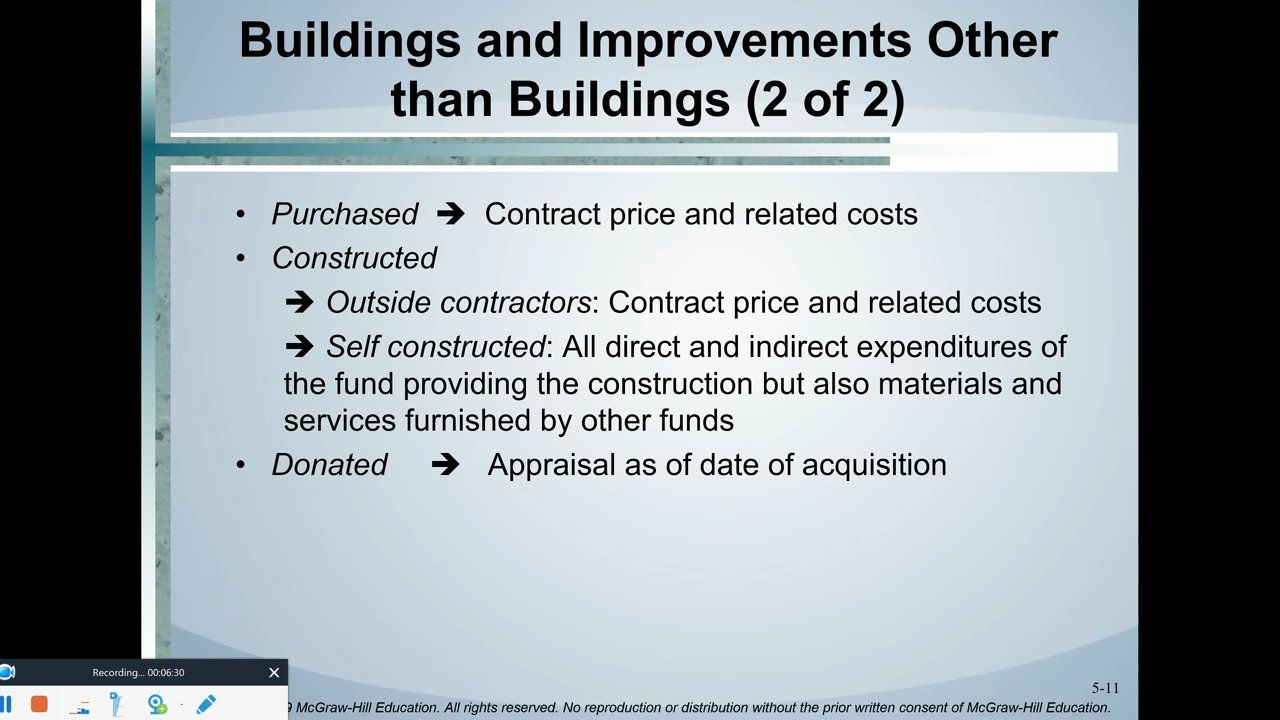 Buildings and Improvements Other
than Buildings (2 of 2)
• Purchased ➔ Contract price and related costs
• Constructed
➔ Outside contractors: Contract price and related costs
➔ Self constructed: All direct and indirect expenditures of
the fund providing the construction but also materials and
services furnished by other funds
• Donated ➔ Appraisal as of date of acquisition
Recording... 00:06:30
5-11
9 McGraw-Hill Education. All rights reserved. No reproduction or distribution without the prior written consent of McGraw-Hill Education.